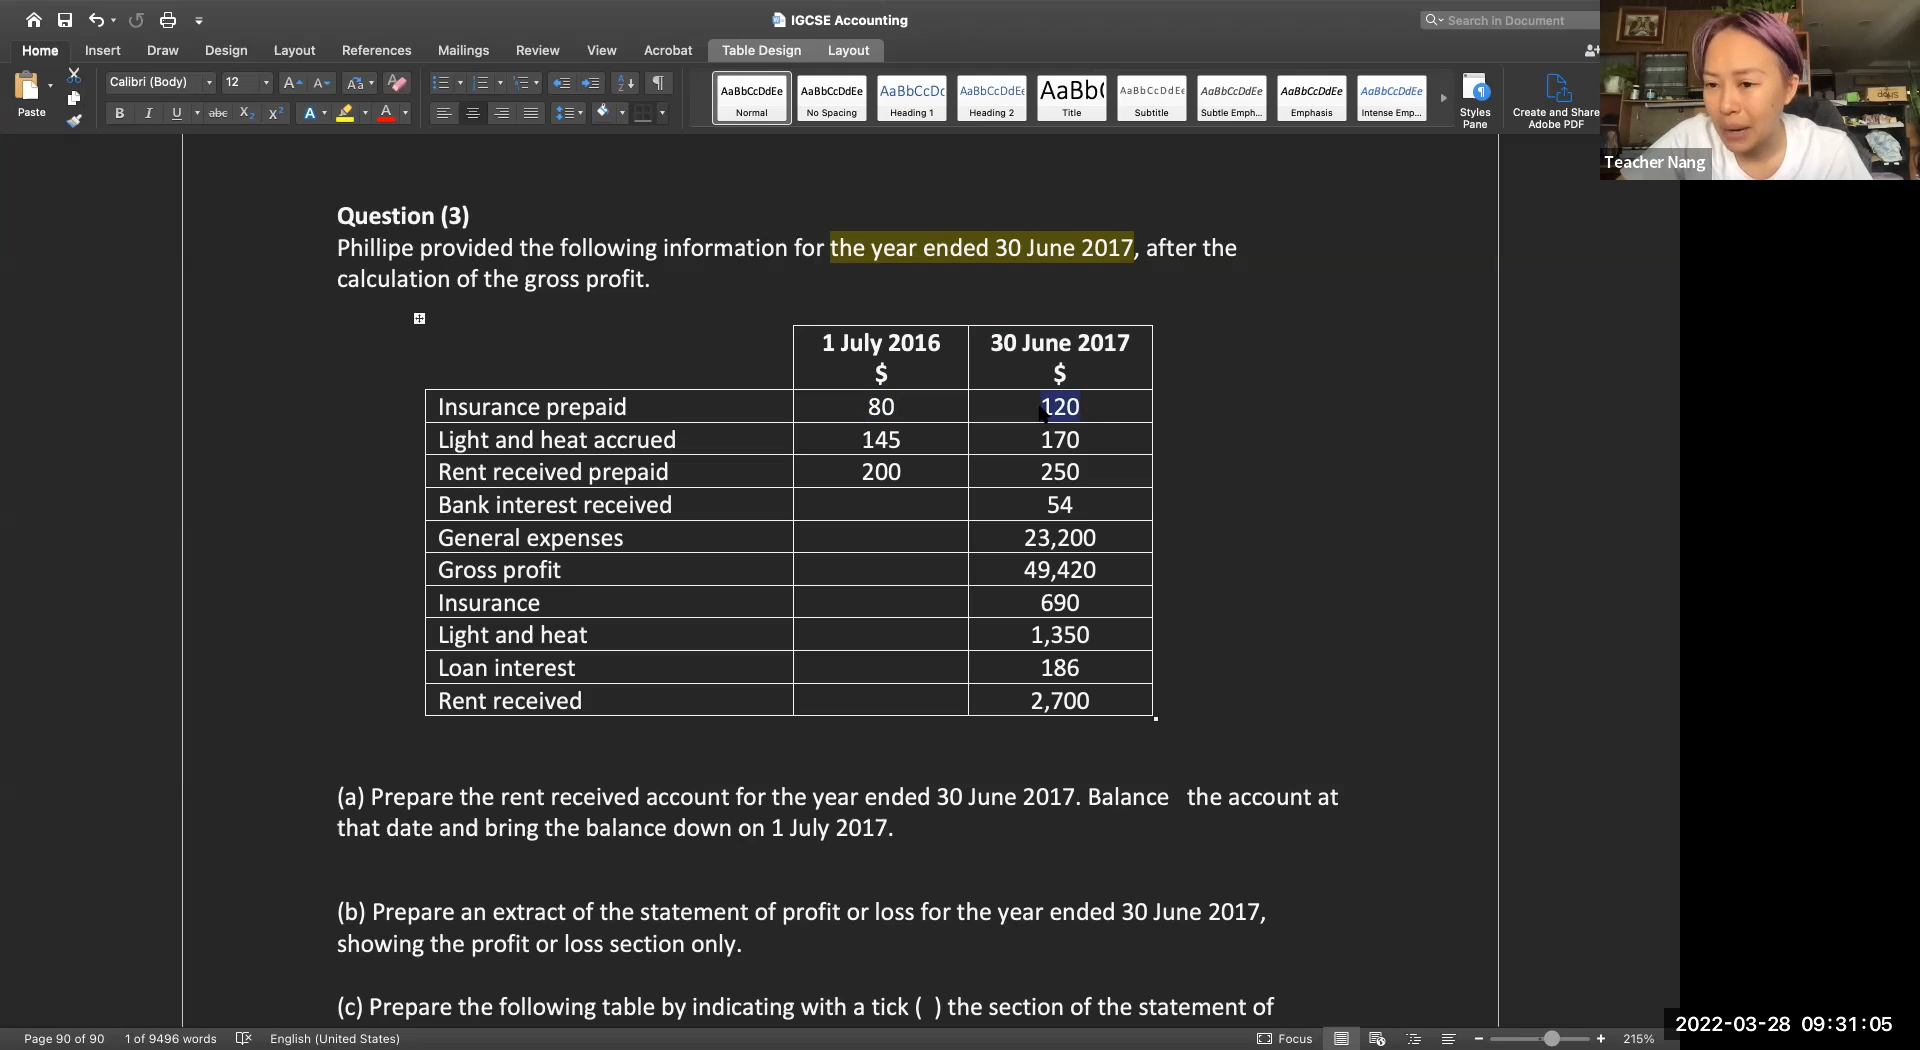 IGCSE Accounting
Search in Document
Home Insert Draw Design Layout References Mailings Review View Acrobat Table Design Layout
Paste
Calibri (Body) 12
AaBbCcDdEe AaBbCcDdEe AaBbCcDc AaBbCcDdEe AaBb( AaBbCcDdEe AaBbCcDdEe AaBbCcDdEe AaBbCcDdEe
Normal No Spacing Heading 1 Heading 2 Title Subtitle Subtle Emph... Emphasis Intense Emp...
Styles Pane
Create and Share Adobe PDF
Teacher Nang
Question (3)
Phillipe provided the following information for the year ended 30 June 2017, after the
calculation of the gross profit.
1 July 2016 30 June 2017
$ $
Insurance prepaid 80 120
Light and heat accrued 145 170
Rent received prepaid 200 250
Bank interest received 54
General expenses 23,200
Gross profit 49,420
Insurance 690
Light and heat 1,350
Loan interest 186
Rent received 2,700
(a) Prepare the rent received account for the year ended 30 June 2017. Balance the account at
that date and bring the balance down on 1 July 2017.
(b) Prepare an extract of the statement of profit or loss for the year ended 30 June 2017,
showing the profit or loss section only.
(c) Prepare the following table by indicating with a tick ( ) the section of the statement of
Page 90 of 90 1 of 9496 words English (United States) Focus 215%
2022-03-28 09:31:05